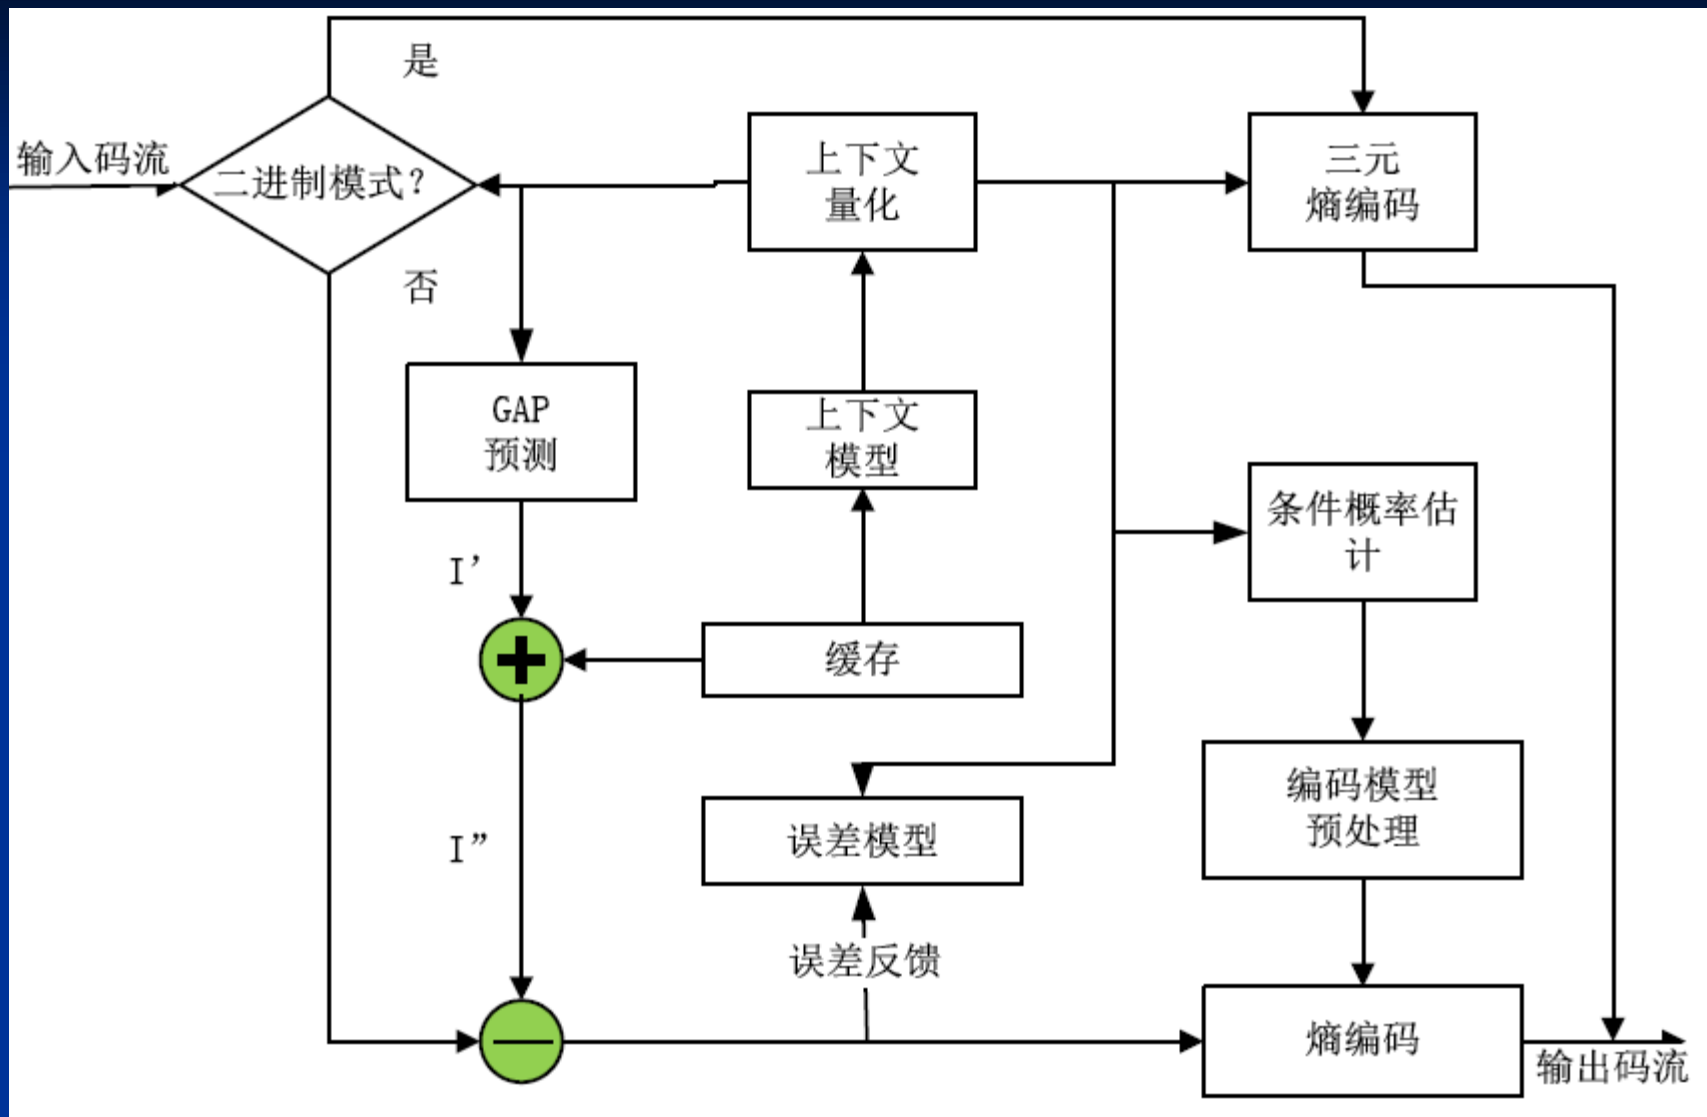 是
输入码流
二进制模式?
否
上下文
量化
三元
熵编码
GAP
预测
上下文
模型
条件概率估
计
I’
缓存
编码模型
预处理
I”
误差模型
误差反馈
熵编码
输出码流